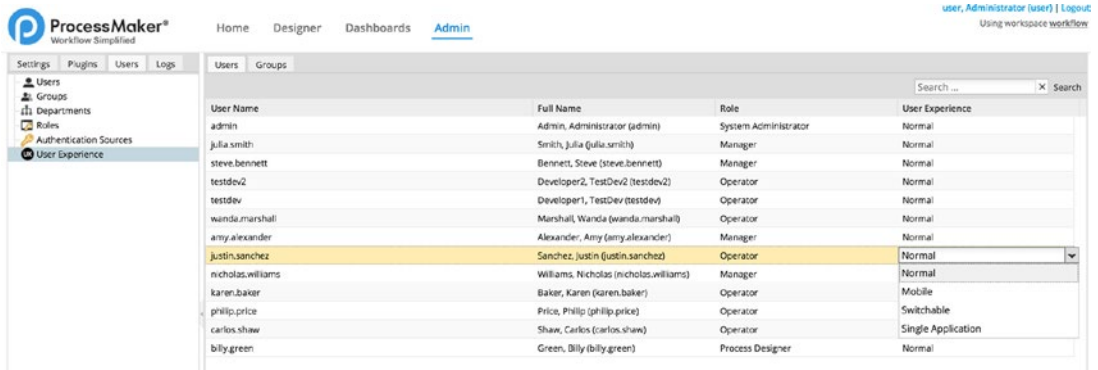 ProcessMaker®
Workflow Simplified
Home Designer Dashboards Admin
user, Administrator (user) | Logout
Using workspace workflow
Settings Plugins Users Logs
Users
Groups
Departments
Roles
Authentication Sources
UX User Experience
Users Groups
Search ... × Search
User Name Full Name Role User Experience
admin Admin, Administrator (admin) System Administrator Normal
julia.smith Smith, Julia (julia.smith) Manager Normal
steve.bennett Bennett, Steve (steve.bennett) Manager Normal
testdev2 Developer2, TestDev2 (testdev2) Operator Normal
testdev Developer1, TestDev (testdev) Operator Normal
wanda.marshall Marshall, Wanda (wanda.marshall) Operator Normal
amy.alexander Alexander, Amy (amy.alexander) Manager Normal
justin.sanchez Sanchez, Justin (justin.sanchez) Operator Normal
nicholas.williams Williams, Nicholas (nicholas.williams) Manager Normal
karen.baker Baker, Karen (karen.baker) Operator Mobile
philip.price Price, Philip (philip.price) Operator Switchable
carlos.shaw Shaw, Carlos (carlos.shaw) Operator Single Application
billy.green Green, Billy (billy.green) Process Designer Normal